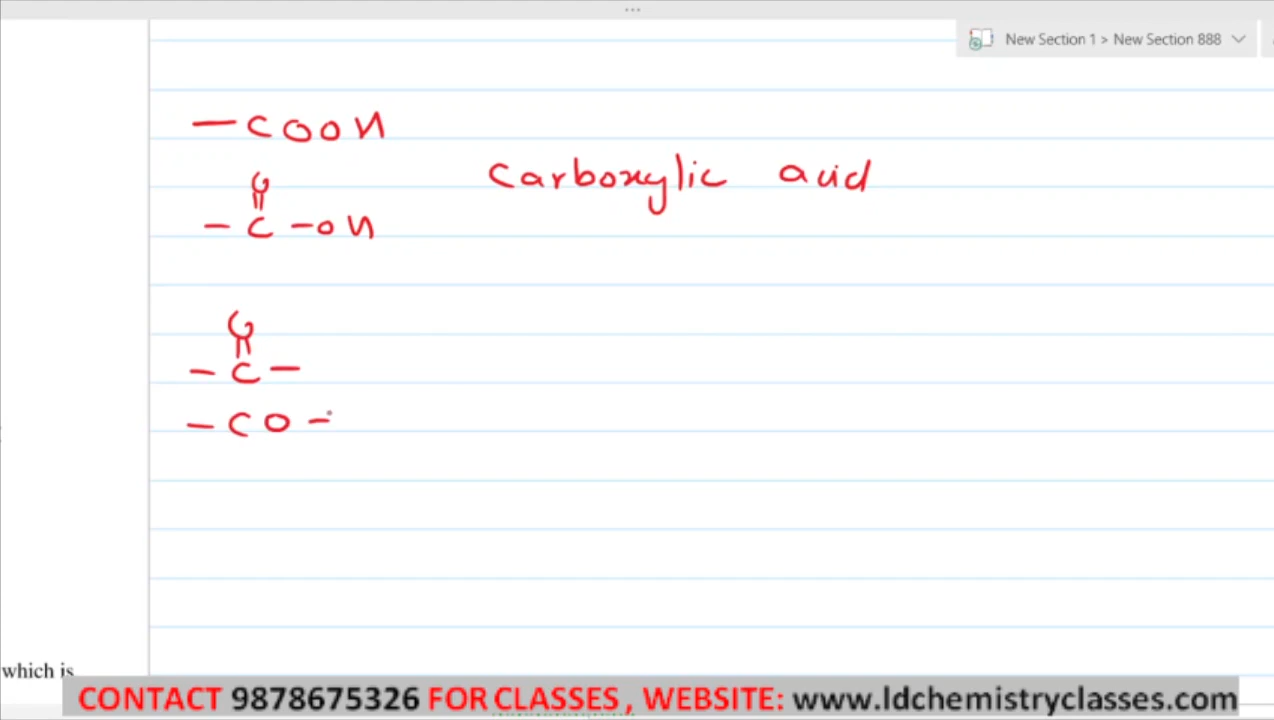 ...
New Section 1 > New Section 888
-COOH
Carboxylic acid
O
-C-OH
O
-C-
-CO-
which is
CONTACT 9878675326 FOR CLASSES, WEBSITE: www.ldchemistryclasses.com